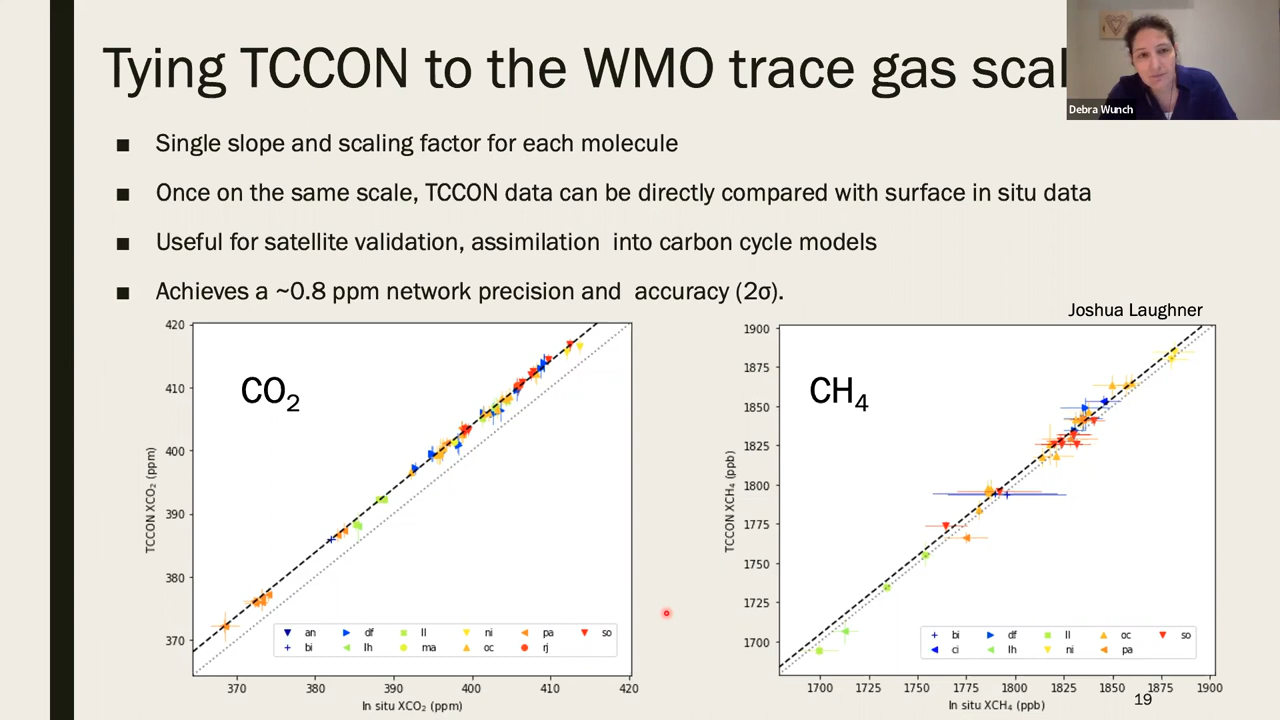 Tying TCCON to the WMO trace gas scal
Debra Wunch
■ Single slope and scaling factor for each molecule
■ Once on the same scale, TCCON data can be directly compared with surface in situ data
■ Useful for satellite validation, assimilation into carbon cycle models
■ Achieves a ~0.8 ppm network precision and accuracy (2σ).
Joshua Laughner
CO₂
TCCON XCO₂ (ppm)
420
410
400
390
380
370
an df ll ni pa so
bi lh ma oc rj
370 380 390 400 410 420
In situ XCO₂ (ppm)
CH₄
TCCON XCH₄ (ppb)
1900
1875
1850
1825
1800
1775
1750
1725
1700
bi df ll oc so
ci lh ni pa
1700 1725 1750 1775 1800 1825 1850 1875 1900
In situ XCH₄ (ppb)
19